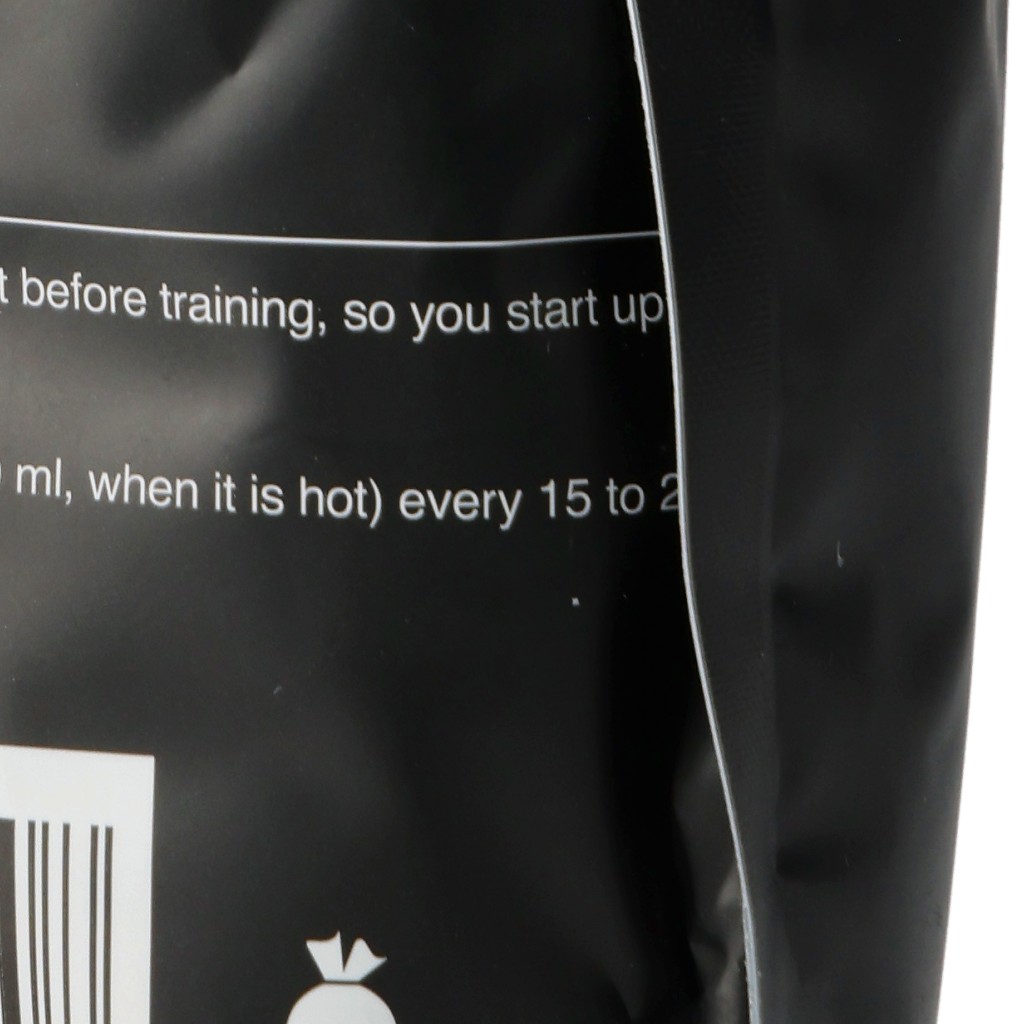 before training, so you start up
ml, when it is hot) every 15 to